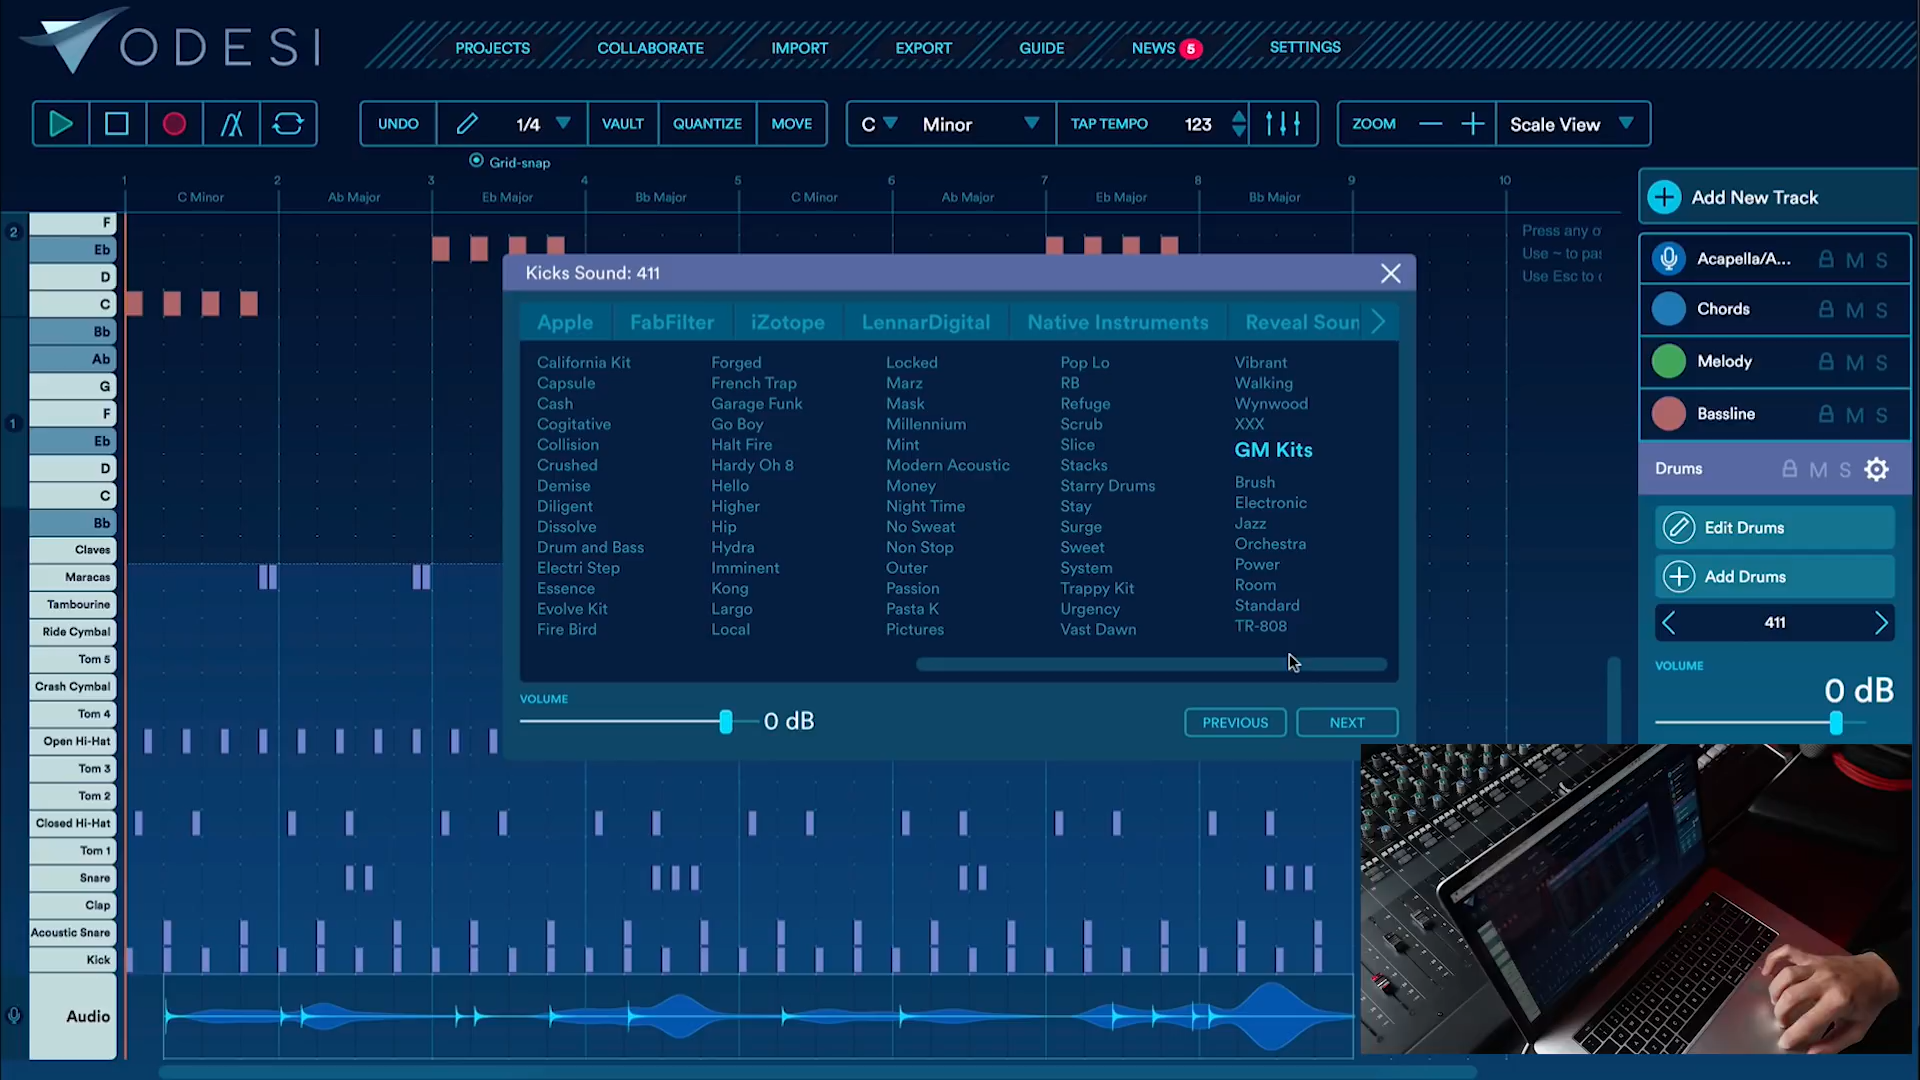 ODESI
PROJECTS
COLLABORATE
IMPORT
EXPORT
GUIDE
NEWS 5
SETTINGS
UNDO
1/4
VAULT
QUANTIZE
MOVE
C
Minor
TAP TEMPO
123
ZOOM
Scale View
Grid-snap
1 2 3 4 5 6 7 8 9 10
C Minor
Ab Major
Eb Major
Bb Major
C Minor
Ab Major
Eb Major
Bb Major
2
1
F
Eb
D
C
Bb
Ab
G
F
Eb
D
C
Bb
Claves
Maracas
Tambourine
Ride Cymbal
Tom 5
Crash Cymbal
Tom 4
Open Hi-Hat
Tom 3
Tom 2
Closed Hi-Hat
Tom 1
Snare
Clap
Acoustic Snare
Kick
Audio
Press any o
Use ~ to pa
Use Esc to
Kicks Sound: 411
Apple
FabFilter
iZotope
LennarDigital
Native Instruments
Reveal Soun
California Kit
Capsule
Cash
Cogitative
Collision
Crushed
Demise
Diligent
Dissolve
Drum and Bass
Electri Step
Essence
Evolve Kit
Fire Bird
Forged
French Trap
Garage Funk
Go Boy
Halt Fire
Hardy Oh 8
Hello
Higher
Hip
Hydra
Imminent
Kong
Largo
Local
Locked
Marz
Mask
Millennium
Mint
Modern Acoustic
Money
Night Time
No Sweat
Non Stop
Outer
Passion
Pasta K
Pictures
Pop Lo
RB
Refuge
Scrub
Slice
Stacks
Starry Drums
Stay
Surge
Sweet
System
Trappy Kit
Urgency
Vast Dawn
Vibrant
Walking
Wynwood
XXX
GM Kits
Brush
Electronic
Jazz
Orchestra
Power
Room
Standard
TR-808
VOLUME
0 dB
PREVIOUS
NEXT
Add New Track
Acapella/A... M S
Chords M S
Melody M S
Bassline M S
Drums M S
Edit Drums
Add Drums
411
VOLUME
0 dB